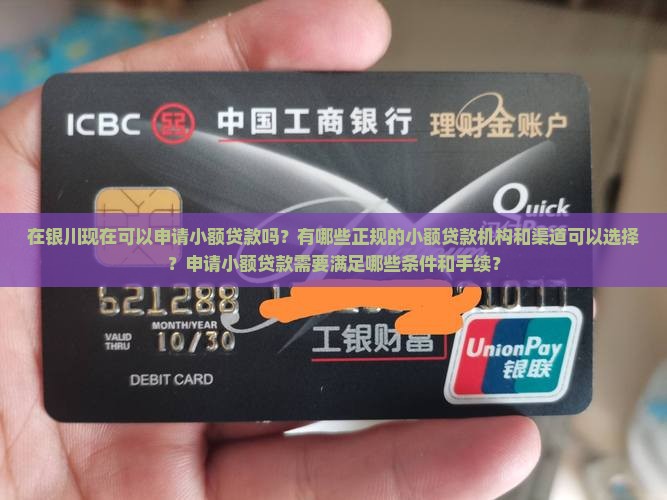 ICBC 中国工商银行 理财金账户
Quick
在银川现在可以申请小额贷款吗？有哪些正规的小额贷款机构和渠道可以选择
？申请小额贷款需要满足哪些条件和手续？
621288
MONTH/YEAR
VALID THRU 10/30
工银财富
DEBIT CARD
UnionPay
银联